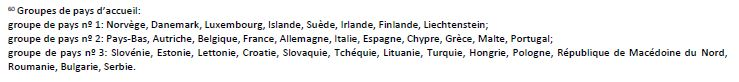 ⁶⁰ Groupes de pays d’accueil:
groupe de pays nº 1: Norvège, Danemark, Luxembourg, Islande, Suède, Irlande, Finlande, Liechtenstein;
groupe de pays nº 2: Pays-Bas, Autriche, Belgique, France, Allemagne, Italie, Espagne, Chypre, Grèce, Malte, Portugal;
groupe de pays nº 3: Slovénie, Estonie, Lettonie, Croatie, Slovaquie, Tchéquie, Lituanie, Turquie, Hongrie, Pologne, République de Macédoine du Nord,
Roumanie, Bulgarie, Serbie.